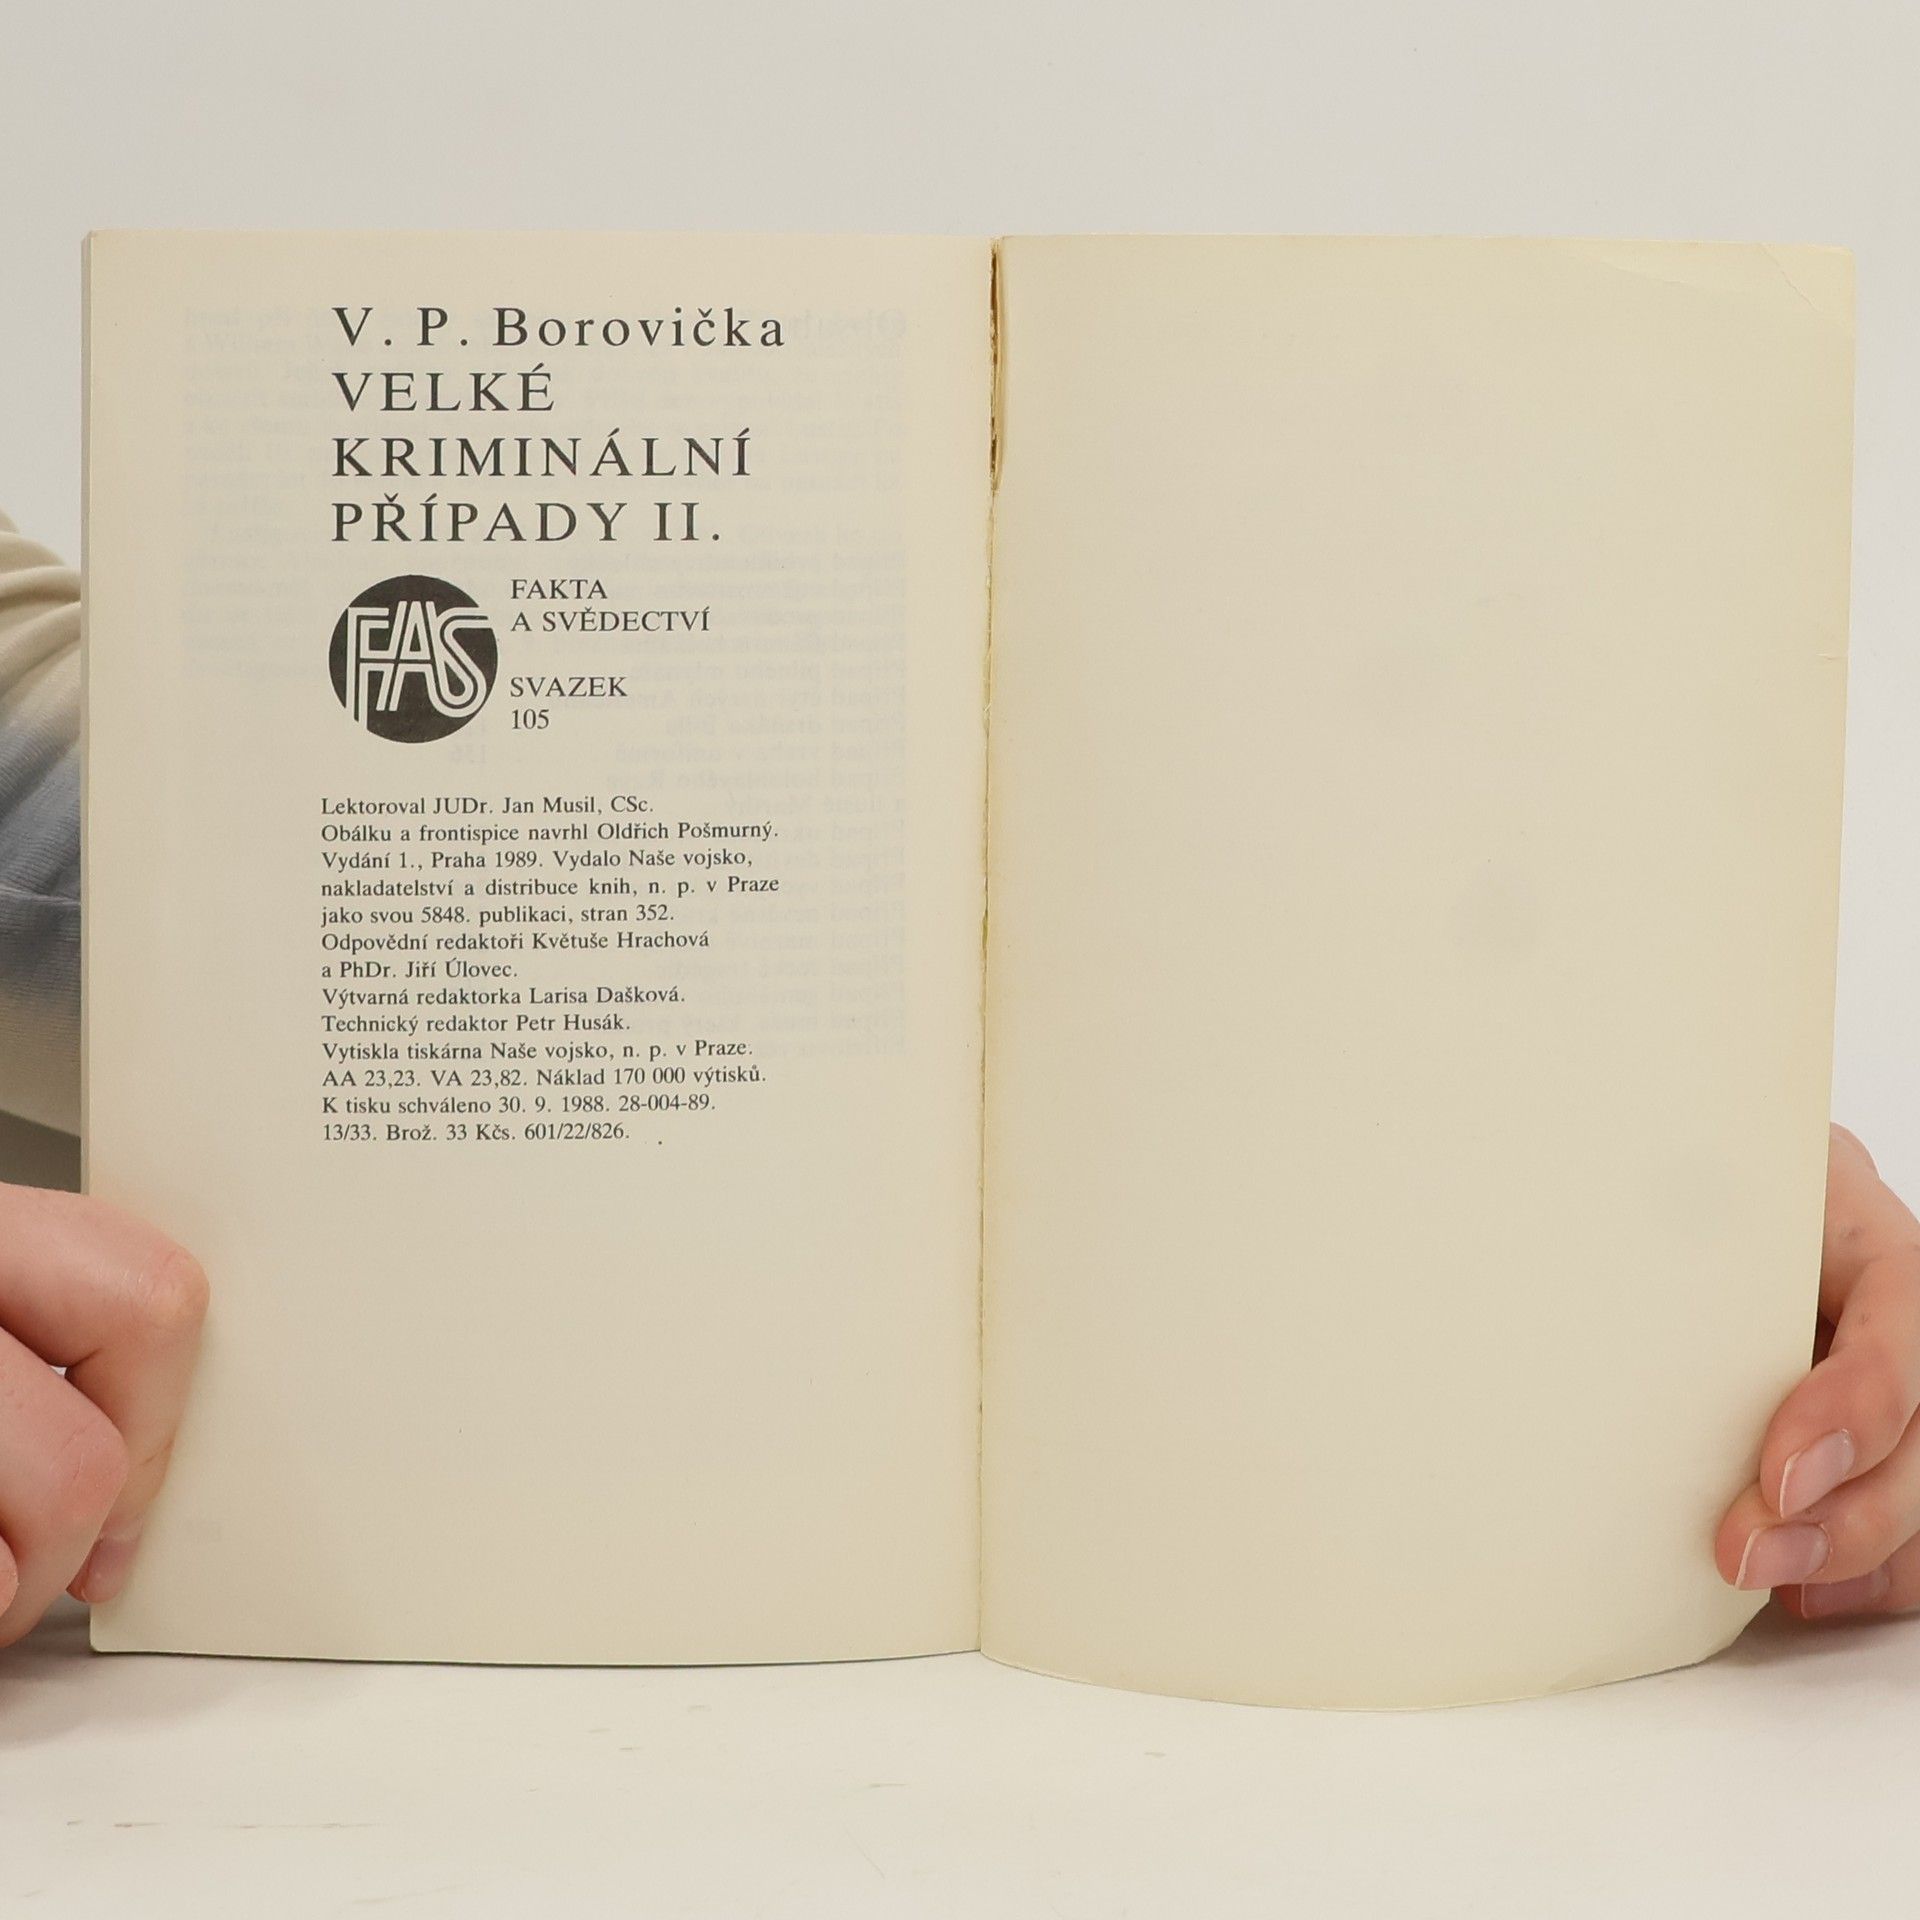 V. P. Borovička
VELKÉ
KRIMINÁLNÍ
PŘÍPADY II.
FAS
FAKTA
A SVĚDECTVÍ
SVAZEK
105
Lektoroval JUDr. Jan Musil, CSc.
Obálku a frontispice navrhl Oldřich Pošmurný.
Vydání 1., Praha 1989. Vydalo Naše vojsko,
nakladatelství a distribuce knih, n. p. v Praze
jako svou 5848. publikaci, stran 352.
Odpovědní redaktoři Květuše Hrachová
a PhDr. Jiří Úlovec.
Výtvarná redaktorka Larisa Dašková.
Technický redaktor Petr Husák.
Vytiskla tiskárna Naše vojsko, n. p. v Praze.
AA 23,23. VA 23,82. Náklad 170 000 výtisků.
K tisku schváleno 30. 9. 1988. 28-004-89.
13/33. Brož. 33 Kčs. 601/22/826.